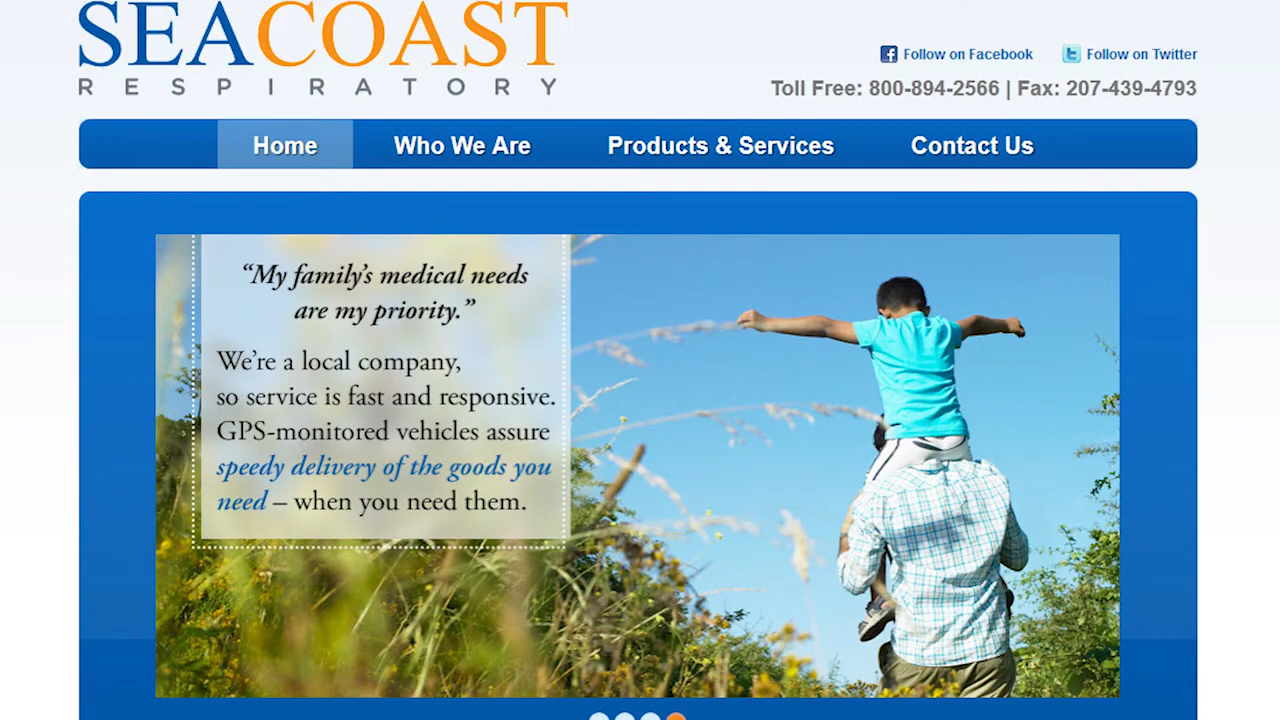 SEACOAST
RESPIRATORY
Follow on Facebook
Follow on Twitter
Toll Free: 800-894-2566 | Fax: 207-439-4793
Home
Who We Are
Products & Services
Contact Us
“My family’s medical needs
are my priority.”
We’re a local company,
so service is fast and responsive.
GPS-monitored vehicles assure
speedy delivery of the goods you
need – when you need them.